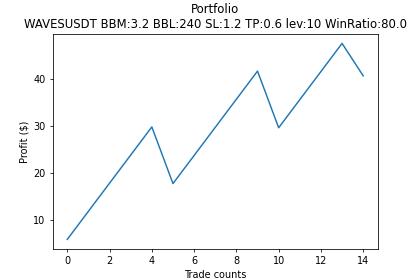 Portfolio
WAVESUSDT BBM:3.2 BBL:240 SL:1.2 TP:0.6 lev:10 WinRatio:80.0
40
30
20
10
Profit ($)
0 2 4 6 8 10 12 14
Trade counts